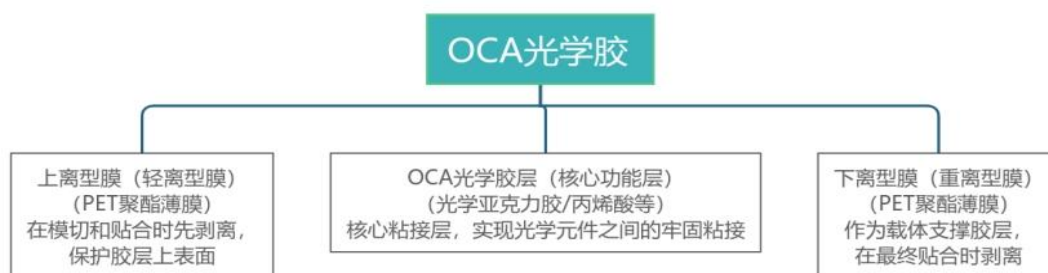 OCA光学胶
上离型膜（轻离型膜）
(PET聚酯薄膜)
在模切和贴合时先剥离，
保护胶层上表面
OCA光学胶层（核心功能层）
(光学亚克力胶/丙烯酸等)
核心粘接层，实现光学元件之间的牢固粘接
下离型膜（重离型膜）
(PET聚酯薄膜)
作为载体支撑胶层，
在最终贴合时剥离